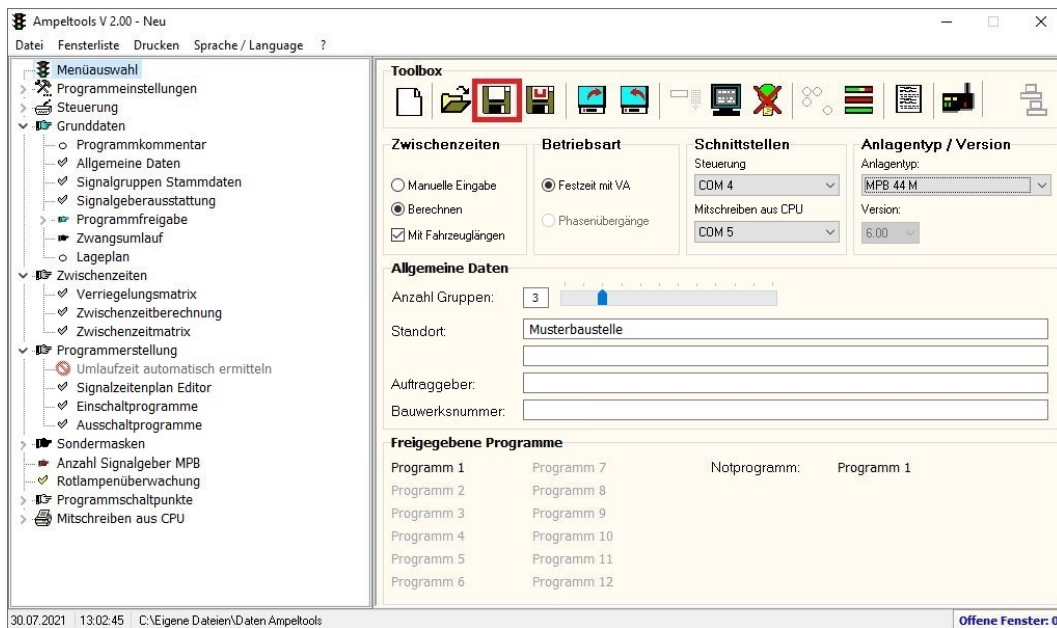 Ampeltools V 2.00 - Neu
Datei Fensterliste Drucken Sprache / Language ?
Menüauswahl
Programmeinstellungen
Steuerung
Grunddaten
Programmkommentar
Allgemeine Daten
Signalgruppen Stammdaten
Signalgeberausstattung
Programmfreigabe
Zwangsumlauf
Lageplan
Zwischenzeiten
Verriegelungsmatrix
Zwischenzeitberechnung
Zwischenzeitmatrix
Programmerstellung
Umlaufzeit automatisch ermitteln
Signalzeitenplan Editor
Einschaltprogramme
Ausschaltprogramme
Sondermasken
Anzahl Signalgeber MPB
Rotlampenüberwachung
Programmschaltpunkte
Mitschreiben aus CPU
Toolbox
Zwischenzeiten
Manuelle Eingabe
Berechnen
Mit Fahrzeuglängen
Betriebsart
Festzeit mit VA
Phasenübergänge
Schnittstellen
Steuerung
COM 4
Mitschreiben aus CPU
COM 5
Anlagentyp / Version
Anlagentyp:
MPB 44 M
Version:
6.00
Allgemeine Daten
Anzahl Gruppen: 3
Standort: Musterbaustelle
Auftraggeber:
Bauwerksnummer:
Freigegebene Programme
Programm 1 Programm 7 Notprogramm: Programm 1
Programm 2 Programm 8
Programm 3 Programm 9
Programm 4 Programm 10
Programm 5 Programm 11
Programm 6 Programm 12
30.07.2021 13:02:45 C:\Eigene Dateien\Daten Ampeltools Offene Fenster: 0